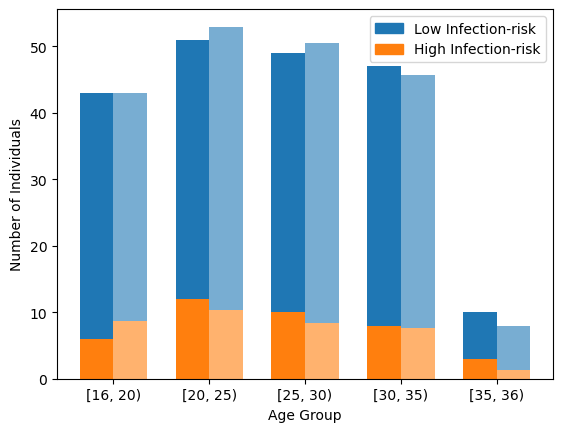 Low Infection-risk
High Infection-risk
50
40
30
20
10
0
Number of Individuals
[16, 20)
[20, 25)
[25, 30)
[30, 35)
[35, 36)
Age Group